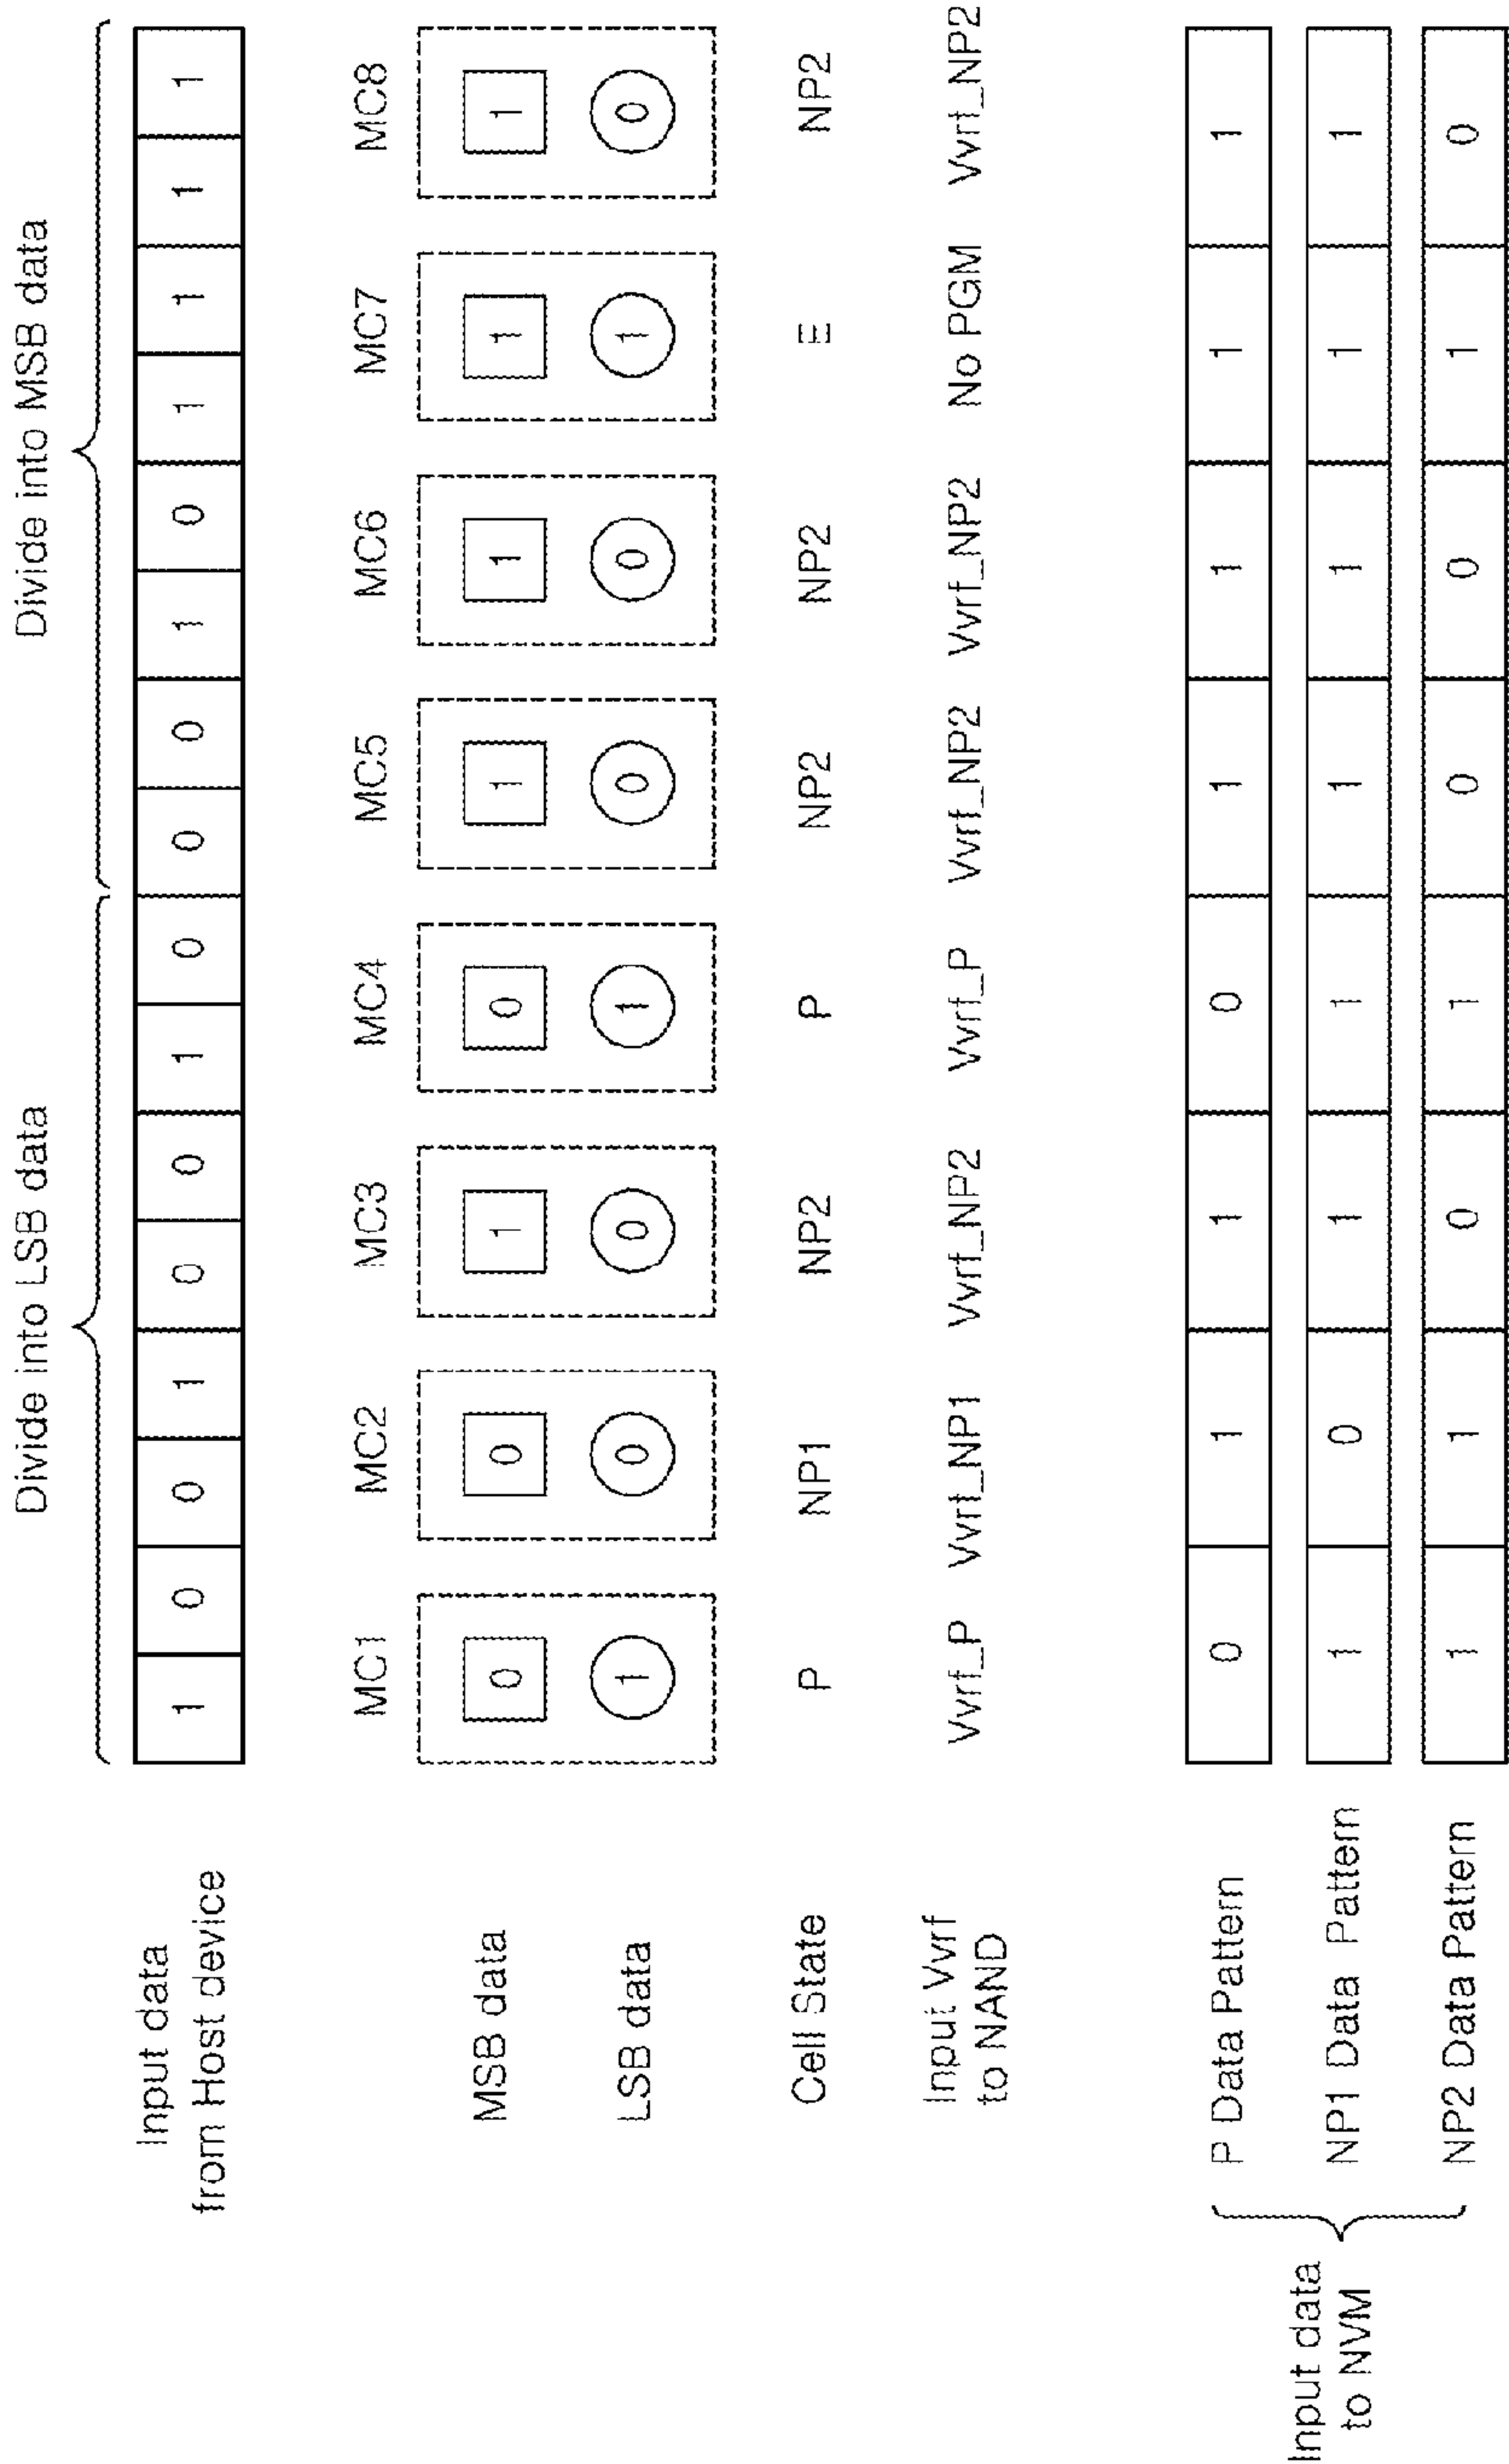 Divide into LSB data Divide into MSB data
Input data
from Host device
1 0 0 1 0 0 1 0 0 0 1 0 1 1 1 1
MC1 MC2 MC3 MC4 MC5 MC6 MC7 MC8
MSB data 0 0 1 0 1 1 1 1
LSB data 1 0 0 1 0 0 1 0
Cell State P NP1 NP2 P NP2 NP2 E NP2
Input Vvrf
to NAND
Vvrf_P Vvrf_NP1 Vvrf_NP2 Vvrf_P Vvrf_NP2 Vvrf_NP2 No PGM Vvrf_NP2
Input data
to NVM
P Data Pattern 0 1 1 0 1 1 1 1
NP1 Data Pattern 1 0 1 1 1 1 1 1
NP2 Data Pattern 1 1 0 1 0 0 1 0